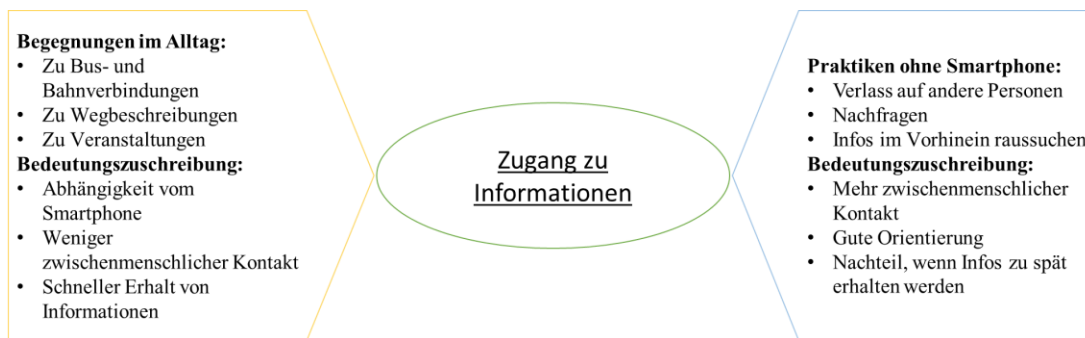 Begegnungen im Alltag:
• Zu Bus- und
Bahnverbindungen
• Zu Wegbeschreibungen
• Zu Veranstaltungen
Bedeutungszuschreibung:
• Abhängigkeit vom
Smartphone
• Weniger
zwischenmenschlicher Kontakt
• Schneller Erhalt von
Informationen
Zugang zu
Informationen
Praktiken ohne Smartphone:
• Verlass auf andere Personen
• Nachfragen
• Infos im Vorhinein raussuchen
Bedeutungszuschreibung:
• Mehr zwischenmenschlicher
Kontakt
• Gute Orientierung
• Nachteil, wenn Infos zu spät
erhalten werden